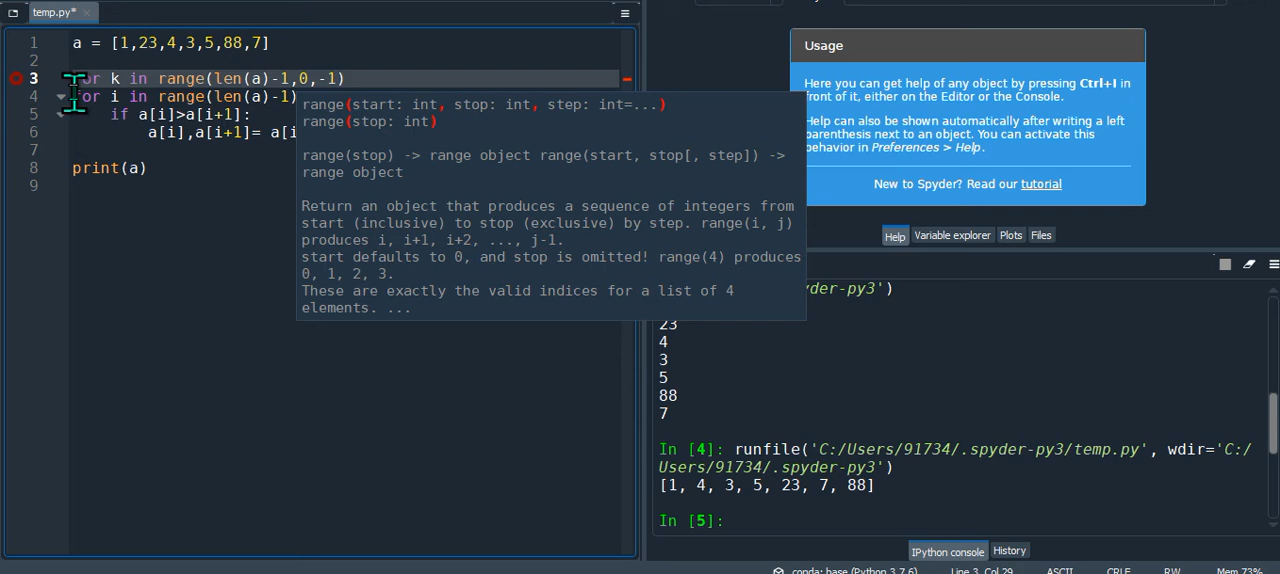 temp.py*
1 a = [1,23,4,3,5,88,7]
2
3 for k in range(len(a)-1,0,-1)
4 for i in range(len(a)-1)
5 if a[i]>a[i+1]:
6 a[i],a[i+1]= a[i
7
8 print(a)
9
range(start: int, stop: int, step: int=...)
range(stop: int)
range(stop) -> range object range(start, stop[, step]) ->
range object
Return an object that produces a sequence of integers from
start (inclusive) to stop (exclusive) by step. range(i, j)
produces i, i+1, i+2, ..., j-1.
start defaults to 0, and stop is omitted! range(4) produces
0, 1, 2, 3.
These are exactly the valid indices for a list of 4
elements. ...
Usage
Here you can get help of any object by pressing Ctrl+I in
front of it, either on the Editor or the Console.
Help can also be shown automatically after writing a left
parenthesis next to an object. You can activate this
behavior in Preferences > Help.
New to Spyder? Read our tutorial
Help Variable explorer Plots Files
yder-py3')
23
4
3
5
88
7
In [4]: runfile('C:/Users/91734/.spyder-py3/temp.py', wdir='C:/
Users/91734/.spyder-py3')
[1, 4, 3, 5, 23, 7, 88]
In [5]:
IPython console History
conda: base (Python 3.7.6) Line 3, Col 29 ASCII CRLF RW Mem 73%